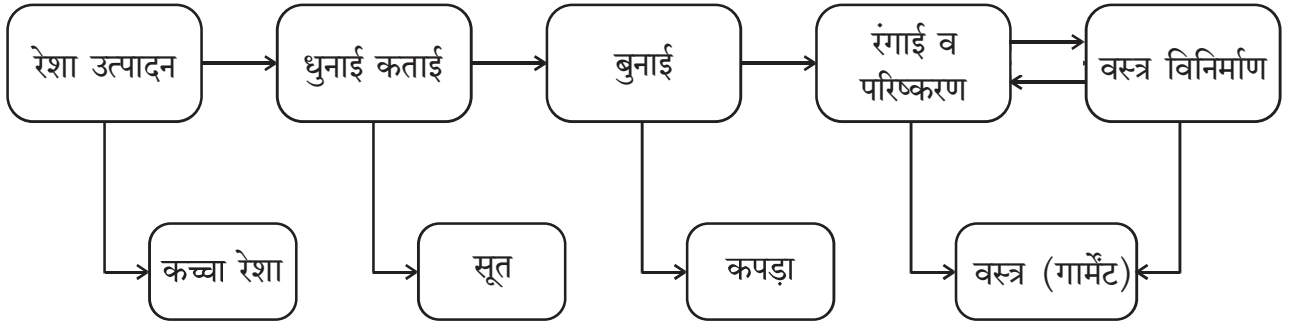 रेशा उत्पादन
धुनाई कताई
बुनाई
रंगाई व
परिष्करण
वस्त्र विनिर्माण
कच्चा रेशा
सूत
कपड़ा
वस्त्र (गार्मेंट)